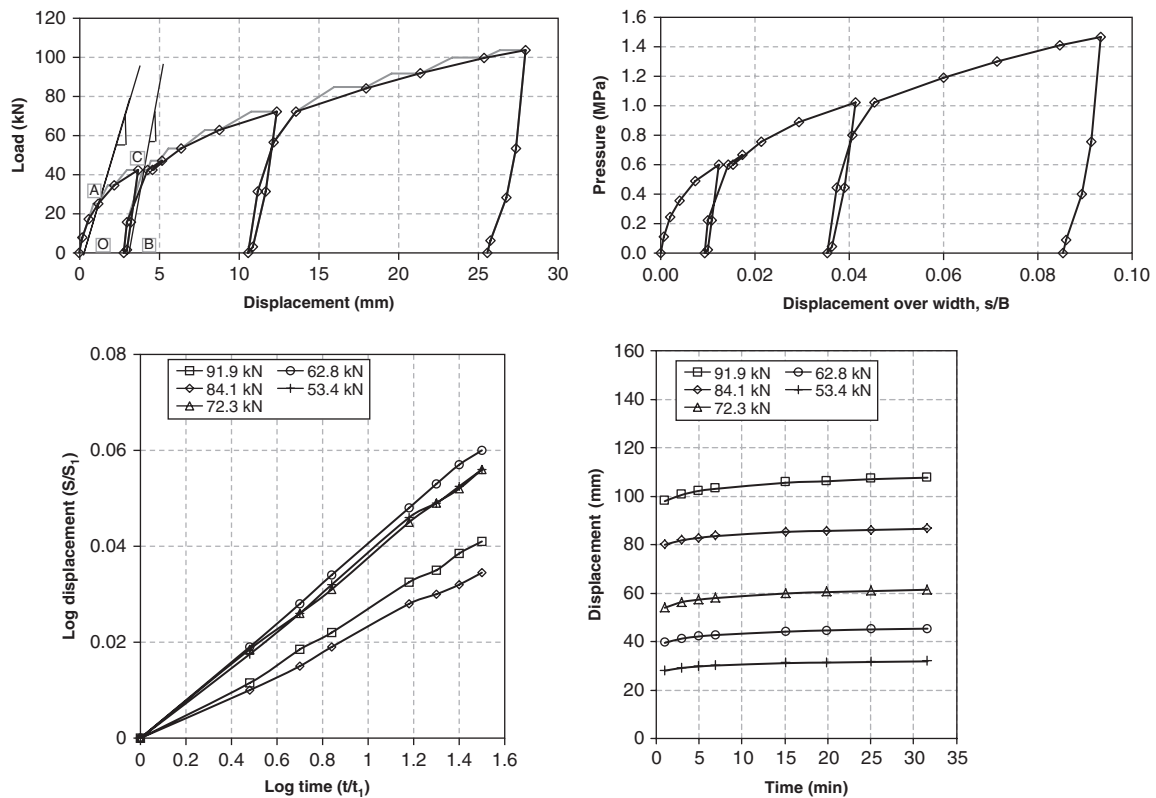 120
100
80
60
40
20
0
Load (kN)
A
C
O
B
0 5 10 15 20 25 30
Displacement (mm)
1.6
1.4
1.2
1.0
0.8
0.6
0.4
0.2
0.0
Pressure (MPa)
0.00 0.02 0.04 0.06 0.08 0.10
Displacement over width, s/B
0.08
0.06
0.04
0.02
0
Log displacement (S/S1)
91.9 kN 62.8 kN
84.1 kN 53.4 kN
72.3 kN
0 0.2 0.4 0.6 0.8 1 1.2 1.4 1.6
Log time (t/t1)
160
140
120
100
80
60
40
20
0
Displacement (mm)
91.9 kN 62.8 kN
84.1 kN 53.4 kN
72.3 kN
0 5 10 15 20 25 30 35
Time (min)